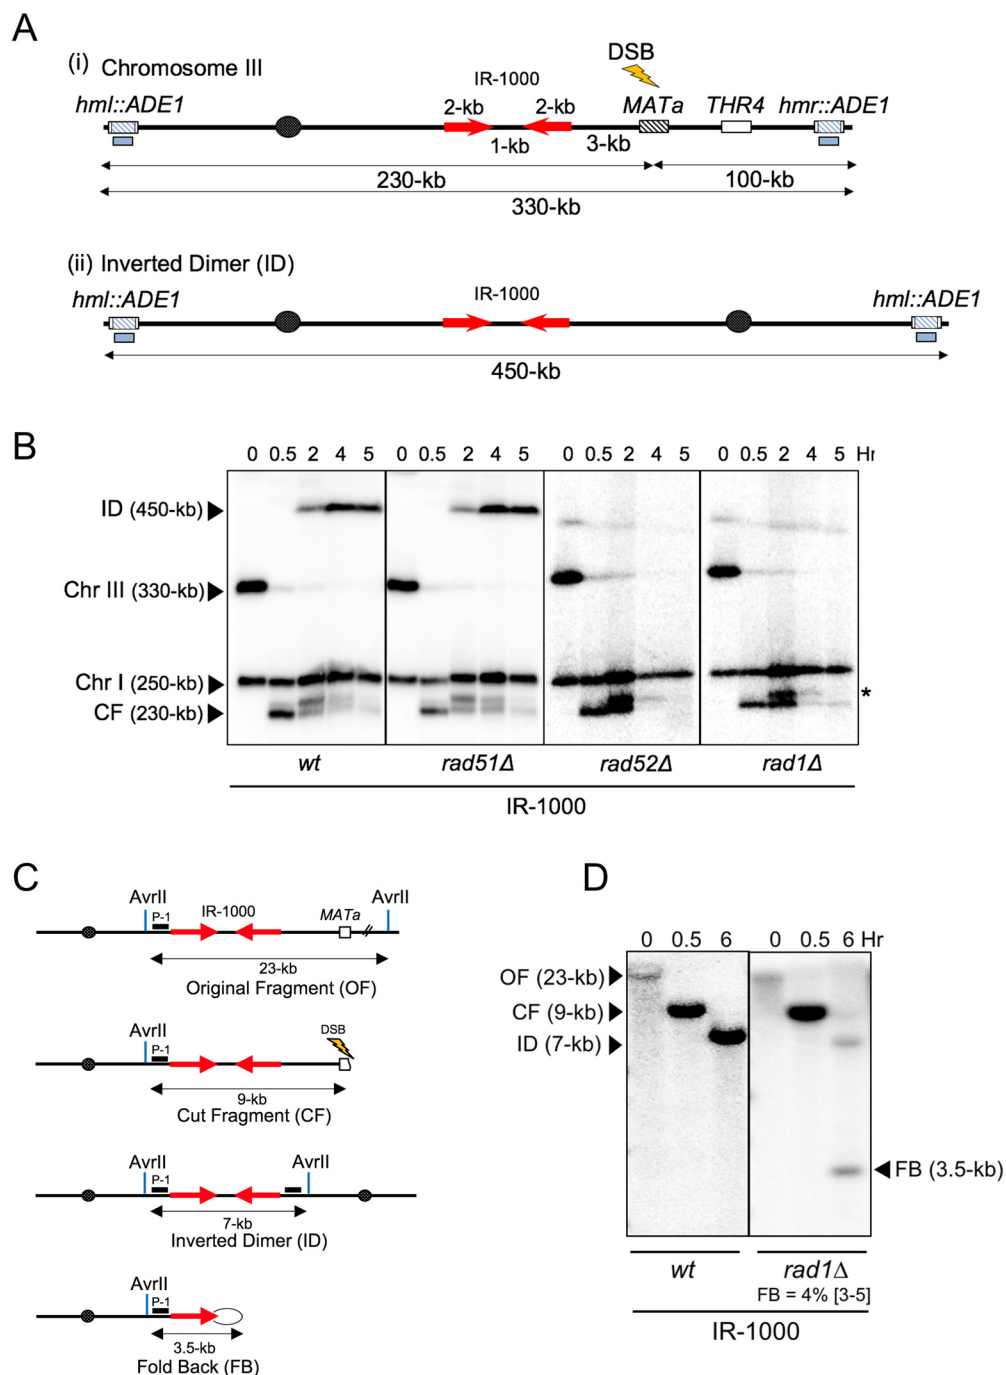 A
(i) Chromosome III
DSB
IR-1000
hml::ADE1
2-kb
2-kb
MATa
THR4
hmr::ADE1
1-kb
3-kb
230-kb
100-kb
330-kb
(ii) Inverted Dimer (ID)
hml::ADE1
IR-1000
hml::ADE1
450-kb
B
0 0.5 2 4 5 0 0.5 2 4 5 0 0.5 2 4 5 0 0.5 2 4 5 Hr
ID (450-kb)
Chr III (330-kb)
Chr I (250-kb)
*
CF (230-kb)
wt rad51Δ rad52Δ rad1Δ
IR-1000
C
AvrII
AvrII
P-1
IR-1000
MATa
23-kb
Original Fragment (OF)
AvrII
DSB
P-1
9-kb
Cut Fragment (CF)
AvrII
AvrII
P-1
7-kb
Inverted Dimer (ID)
AvrII
P-1
3.5-kb
Fold Back (FB)
D
0 0.5 6 0 0.5 6 Hr
OF (23-kb)
CF (9-kb)
ID (7-kb)
FB (3.5-kb)
wt rad1Δ
FB = 4% [3-5]
IR-1000